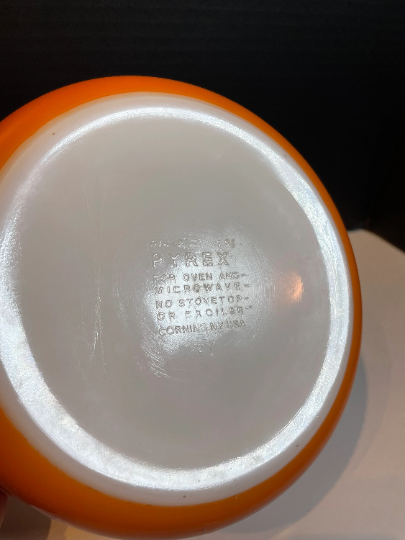 PYREX
FOR OVEN AND
MICROWAVE
NO STOVETOP
OR BROILER
CORNING NY USA